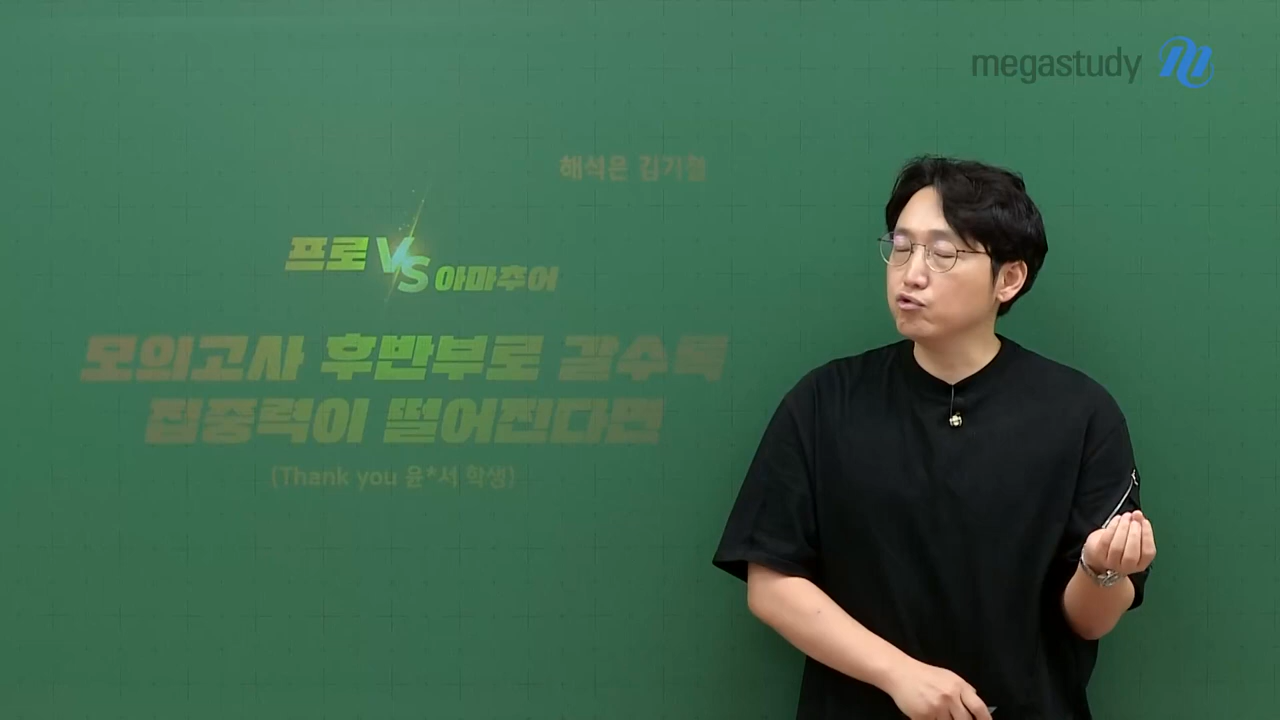 megastudy
해석은 김기철
프로 VS 아마추어
모의고사 후반부로 갈수록
집중력이 떨어진다면
(Thank you 윤*서 학생)